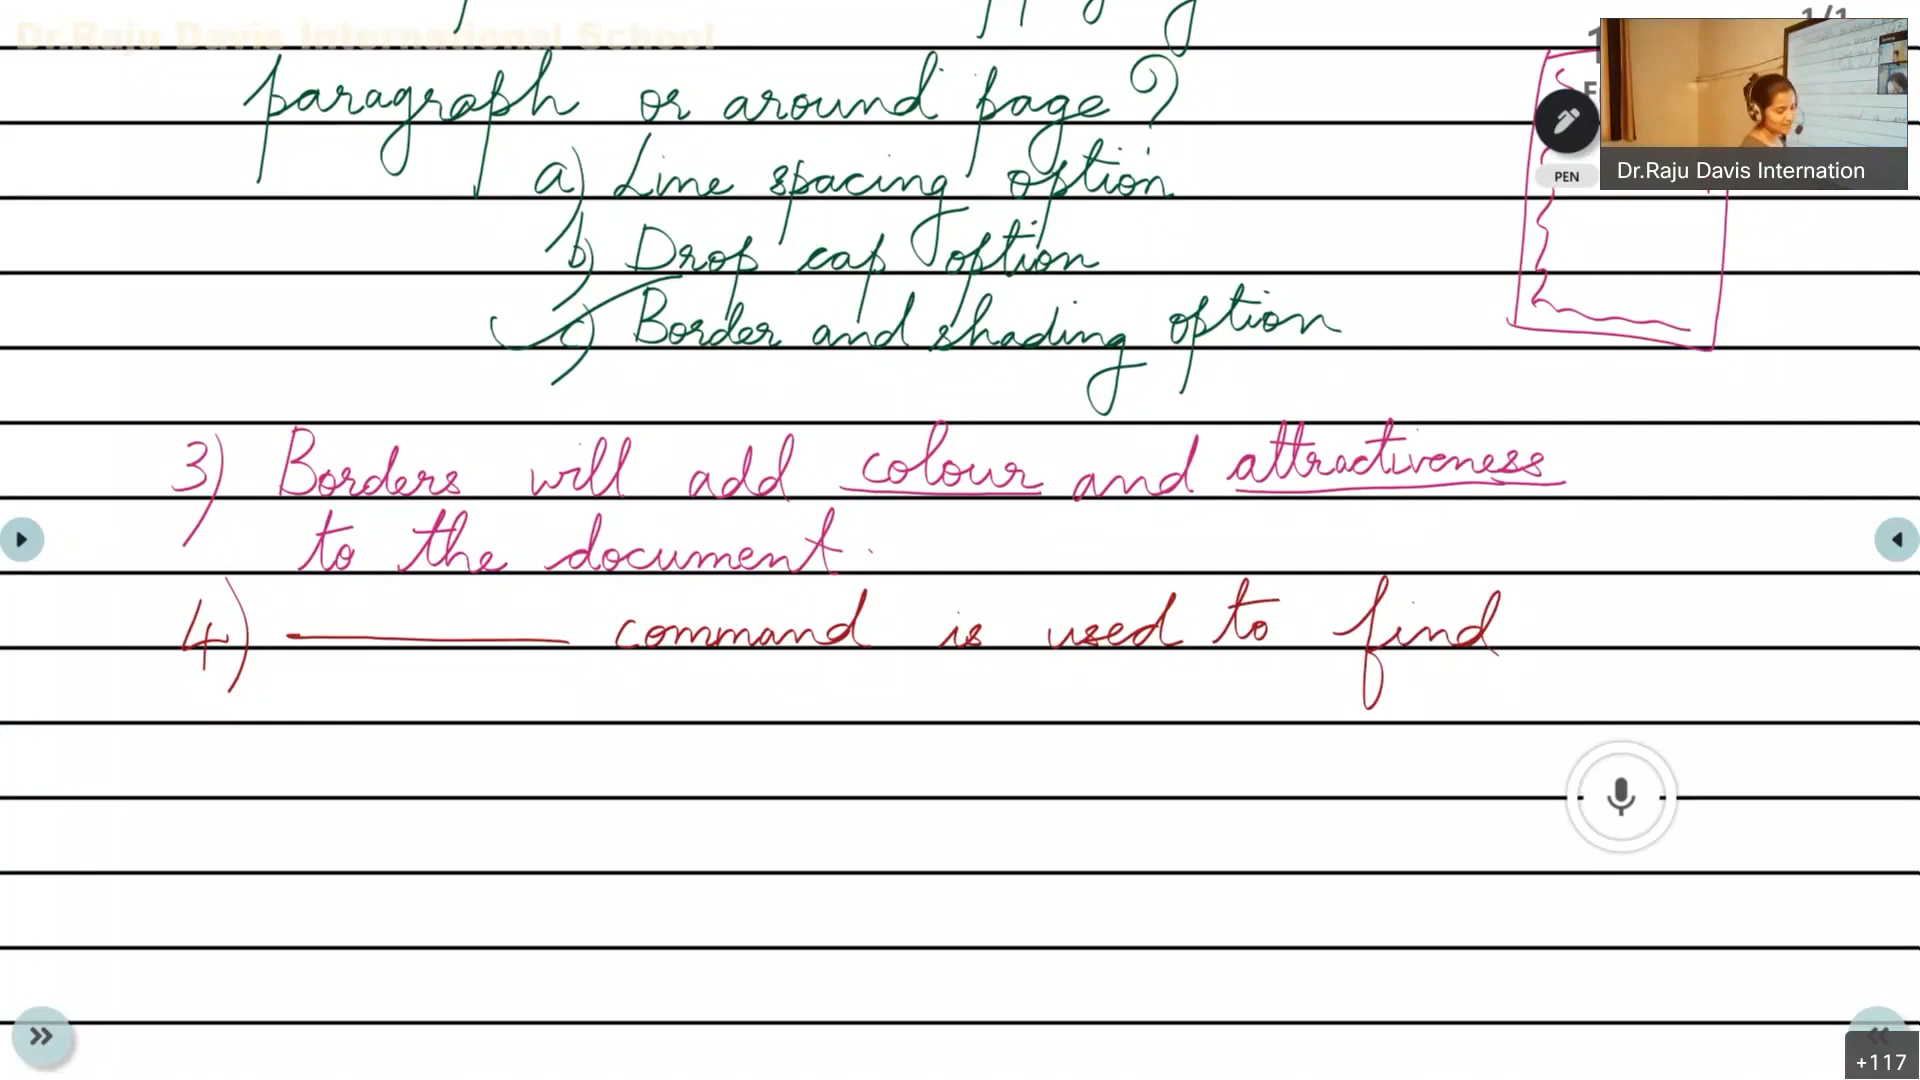 Dr.Raju Davis International School
1/1
paragraph or around page?
a) Line spacing option
b) Drop cap option
c) Border and shading option
PEN
Dr.Raju Davis Internation
3) Borders will add colour and attractiveness
to the document.
4) ________ command is used to find
+117